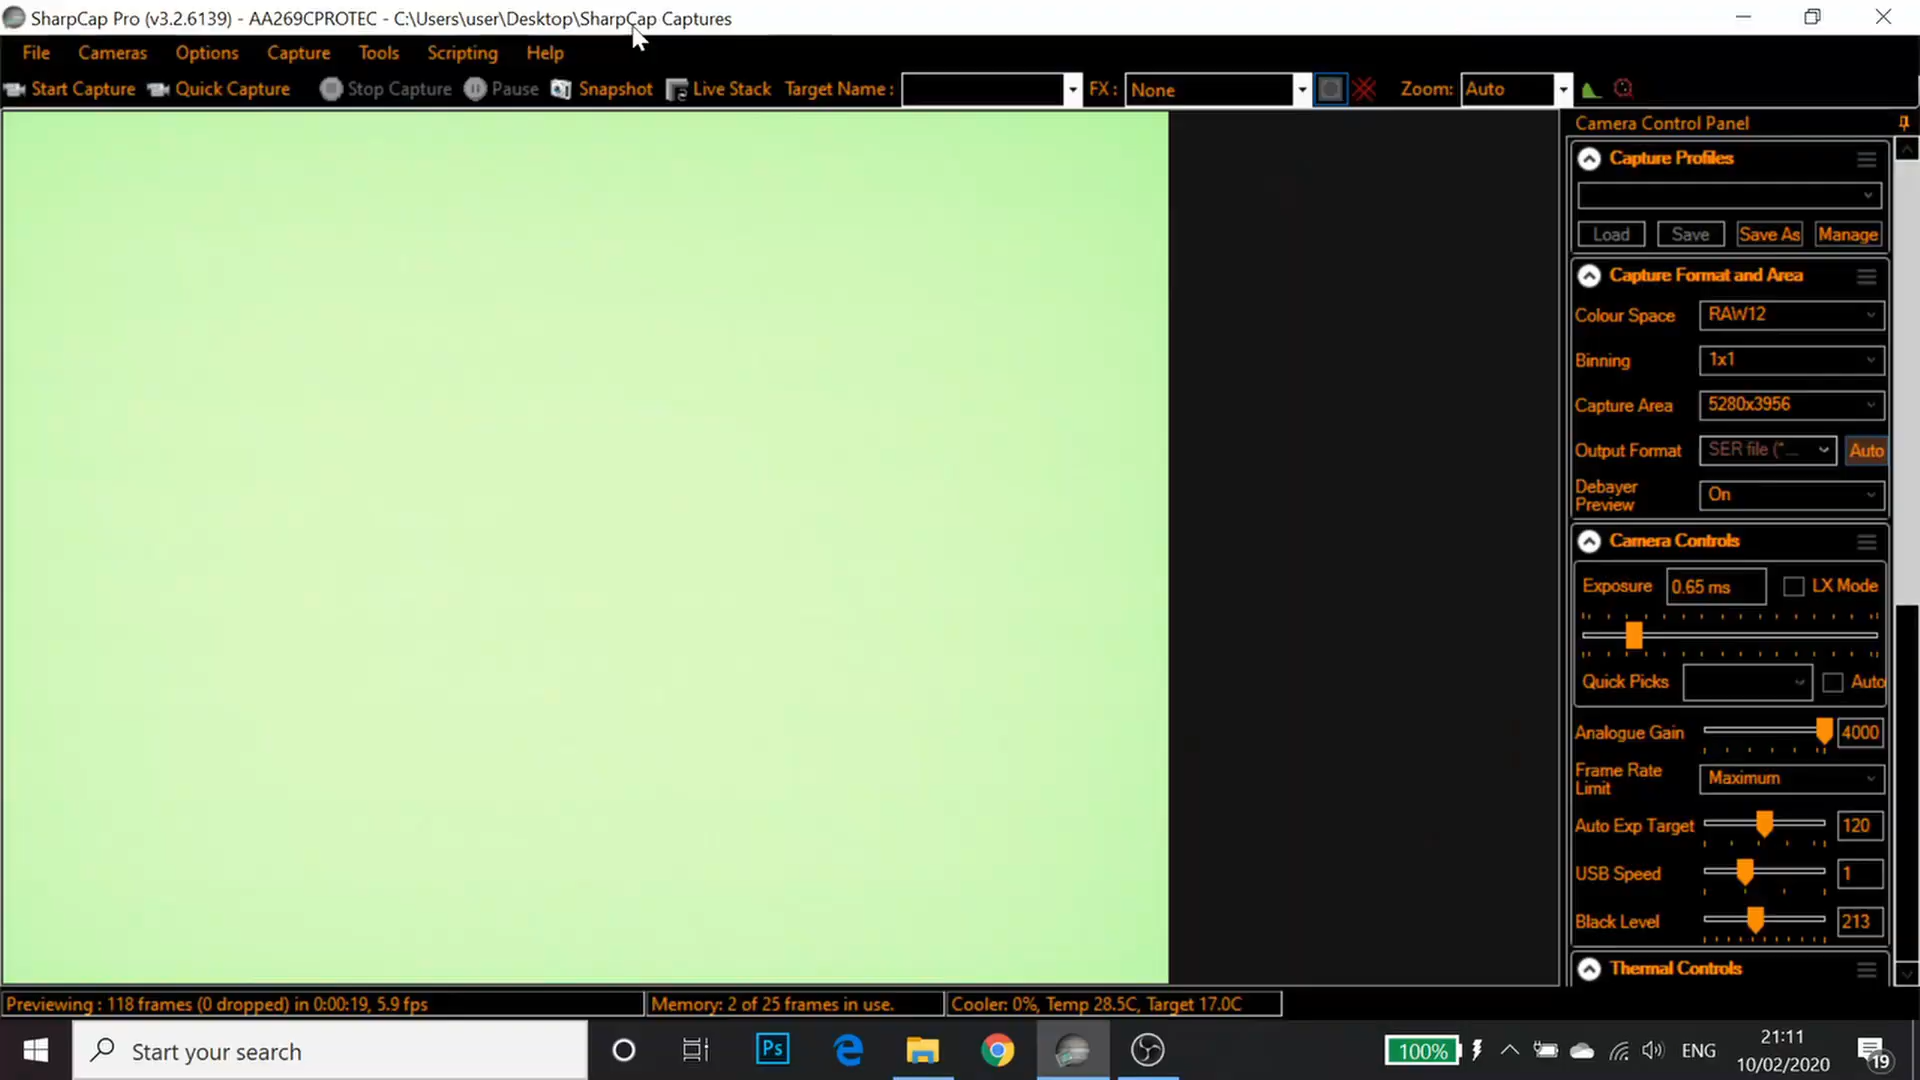 SharpCap Pro (v3.2.6139) - AA269CPROTEC - C:\Users\user\Desktop\SharpCap Captures
File Cameras Options Capture Tools Scripting Help
Start Capture Quick Capture Stop Capture Pause Snapshot Live Stack Target Name : FX : None Zoom: Auto
Camera Control Panel
Capture Profiles
Load Save Save As Manage
Capture Format and Area
Colour Space RAW12
Binning 1x1
Capture Area 5280x3956
Output Format SER file (*... Auto
Debayer Preview On
Camera Controls
Exposure 0.65 ms LX Mode
Quick Picks Auto
Analogue Gain 4000
Frame Rate Limit Maximum
Auto Exp Target 120
USB Speed 1
Black Level 213
Thermal Controls
Previewing : 118 frames (0 dropped) in 0:00:19, 5.9 fps Memory: 2 of 25 frames in use. Cooler: 0%, Temp 28.5C, Target 17.0C
Start your search Ps 100% ENG 21:11 19
10/02/2020